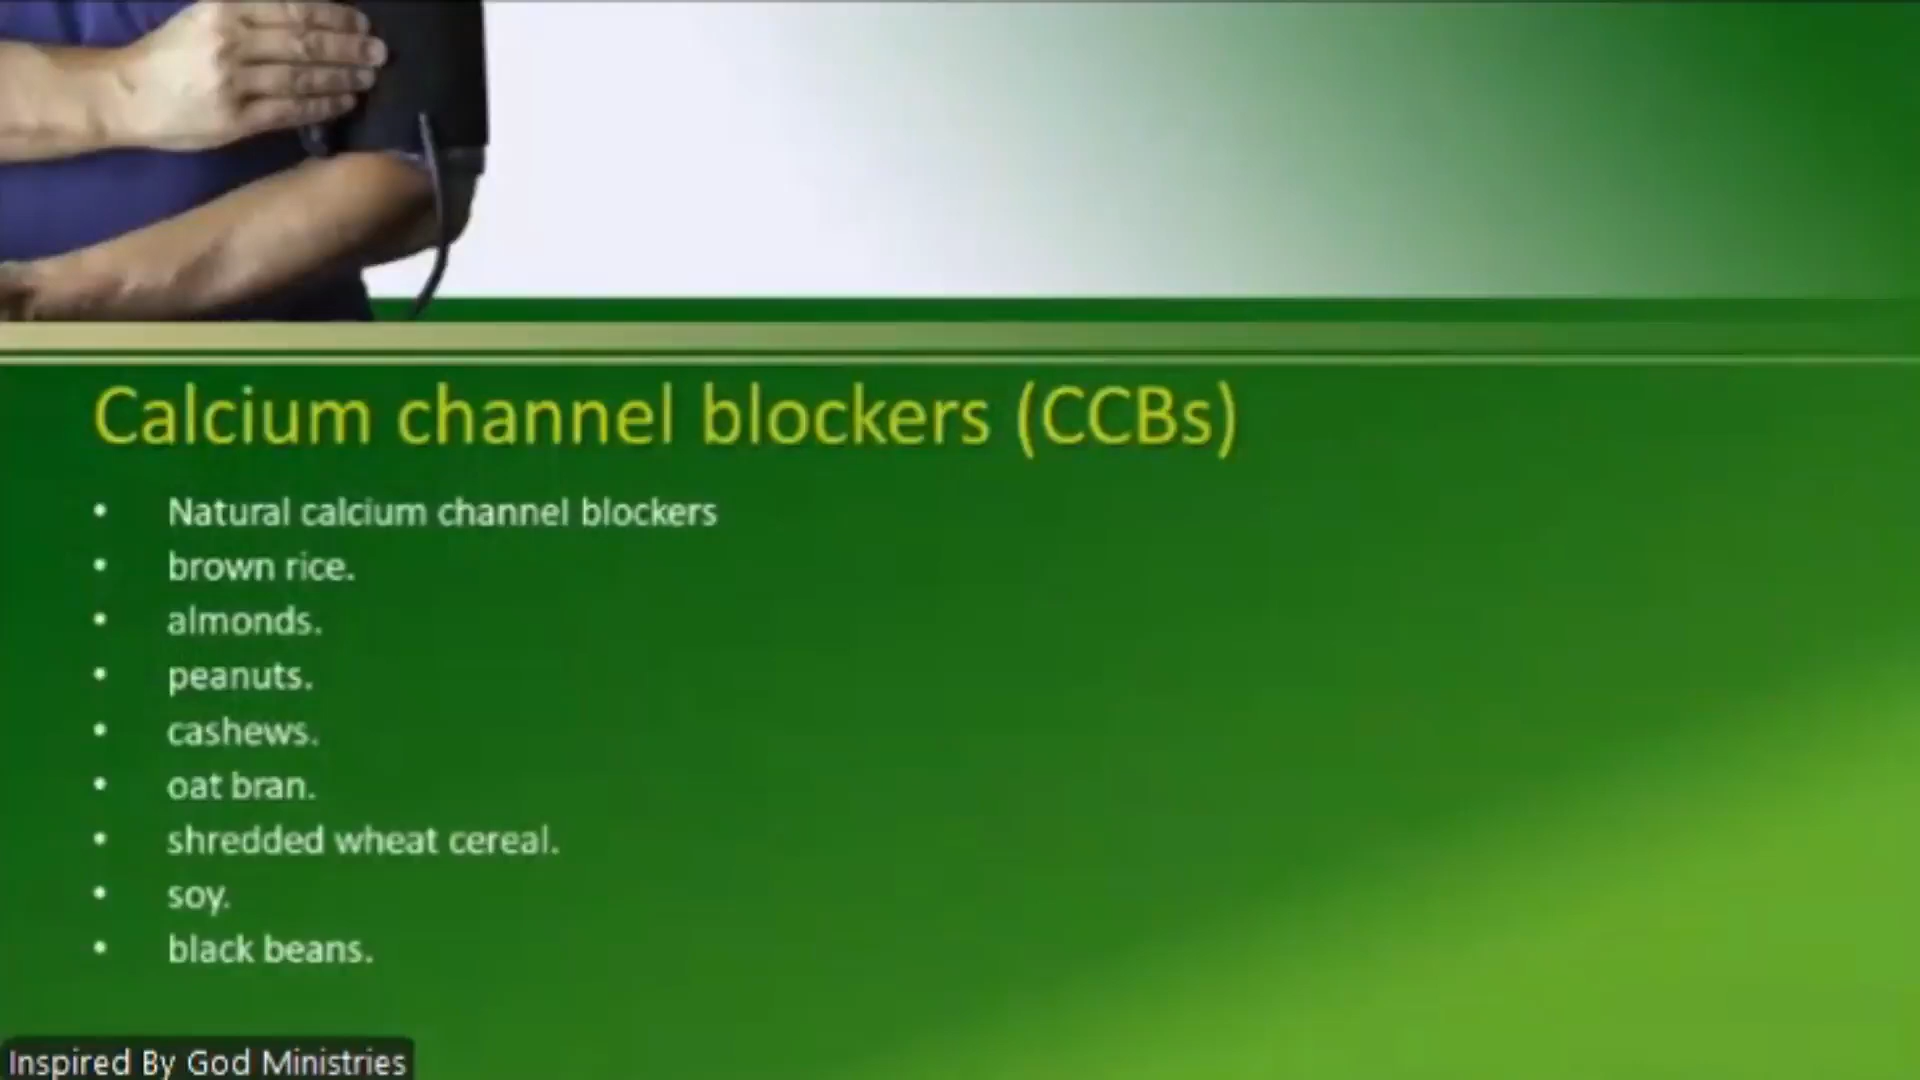 Calcium channel blockers (CCBs)
• Natural calcium channel blockers
• brown rice.
• almonds.
• peanuts.
• cashews.
• oat bran.
• shredded wheat cereal.
• soy.
• black beans.
Inspired By God Ministries